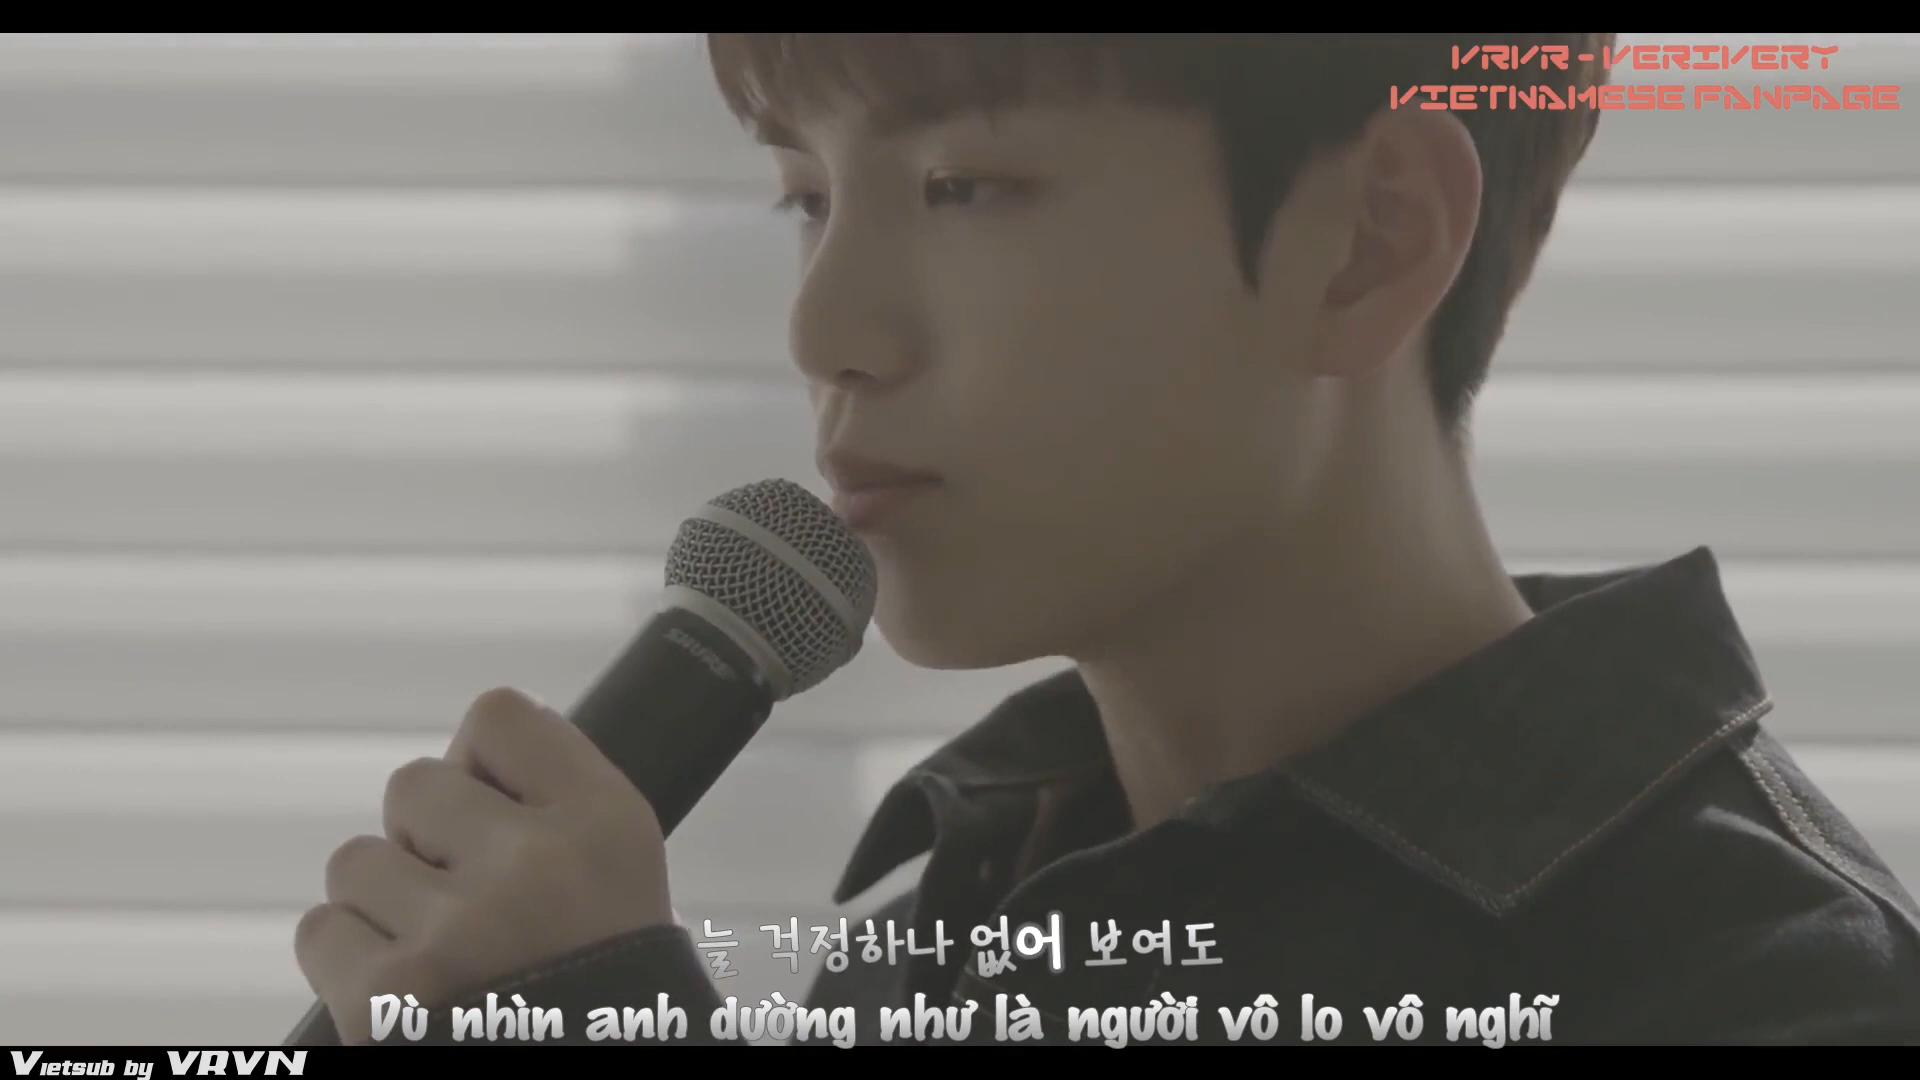 VRVR - VERIVERY
VIETNAMESE FANPAGE
SHURE
늘 걱정하나 없어 보여도
Dù nhìn anh dường như là người vô lo vô nghĩ
Vietsub by VRVN